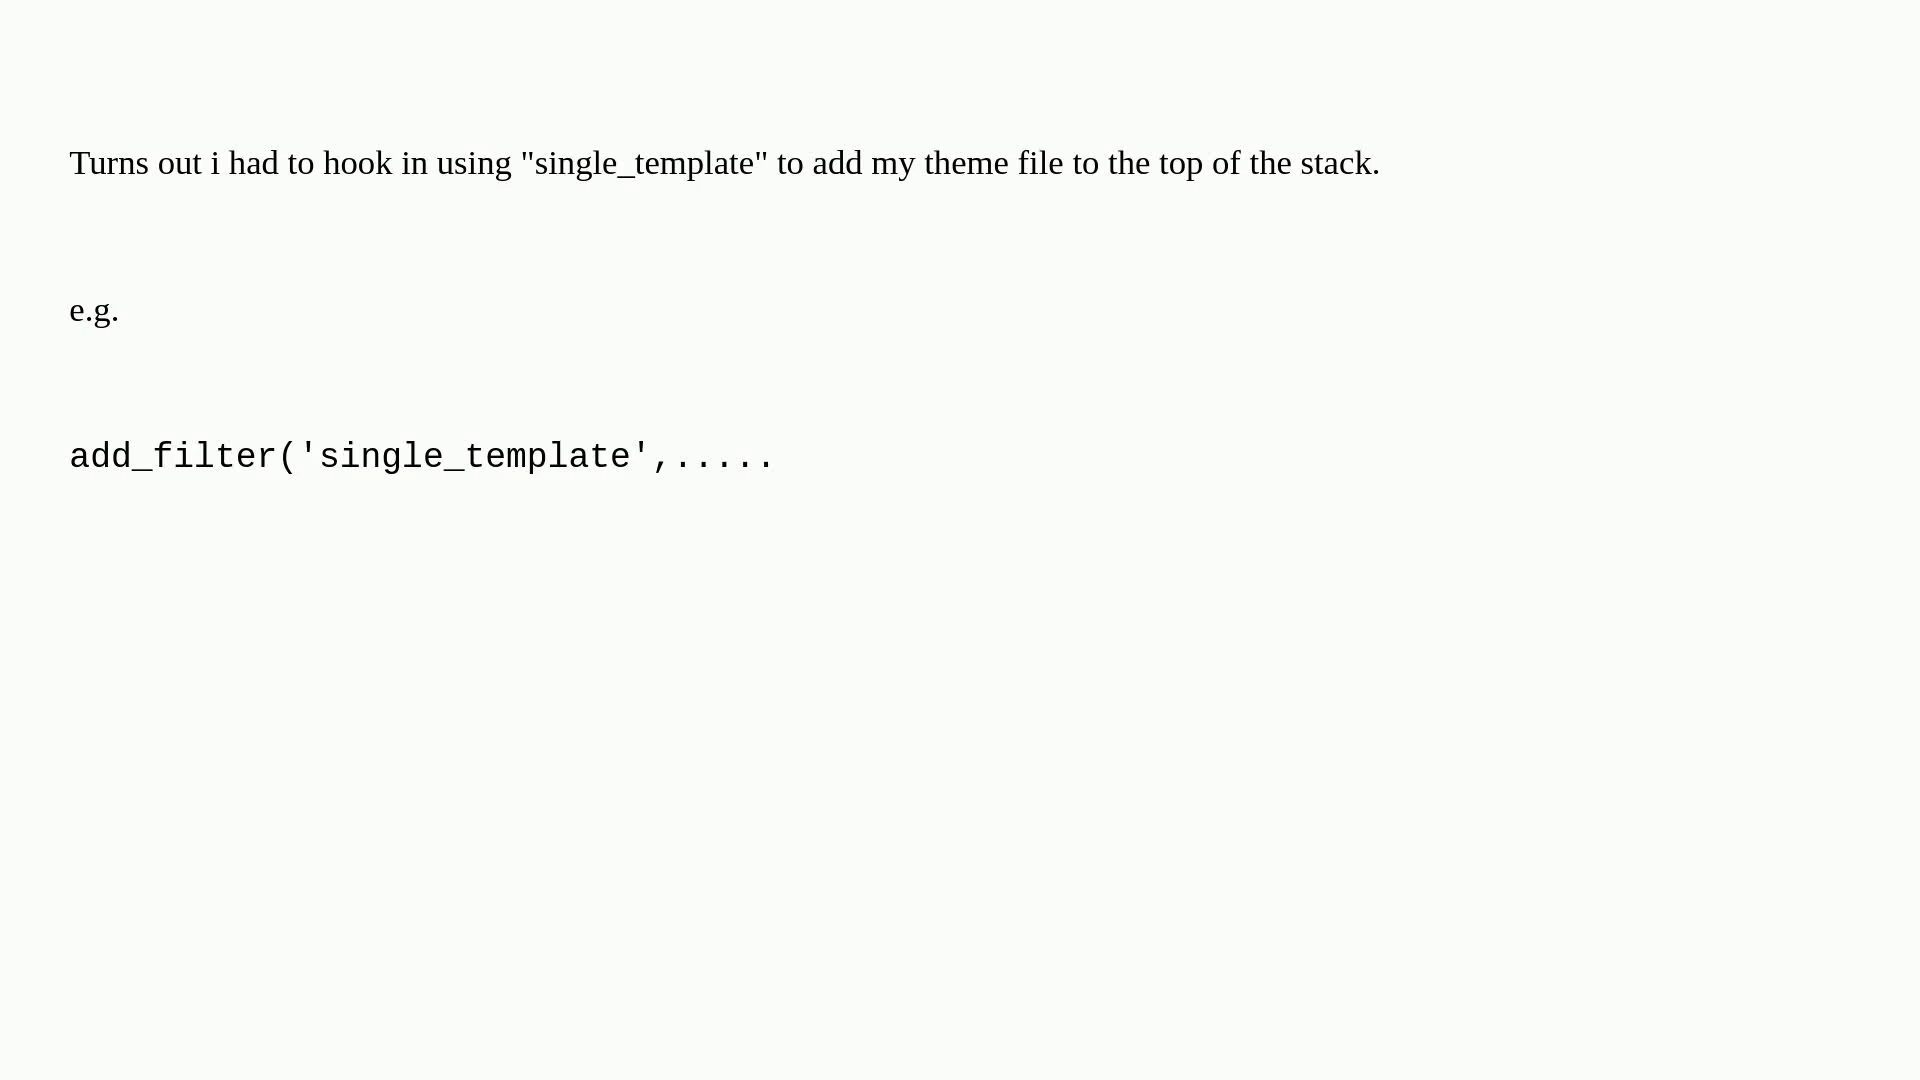 Turns out i had to hook in using "single_template" to add my theme file to the top of the stack.
e.g.
add_filter('single_template',.....